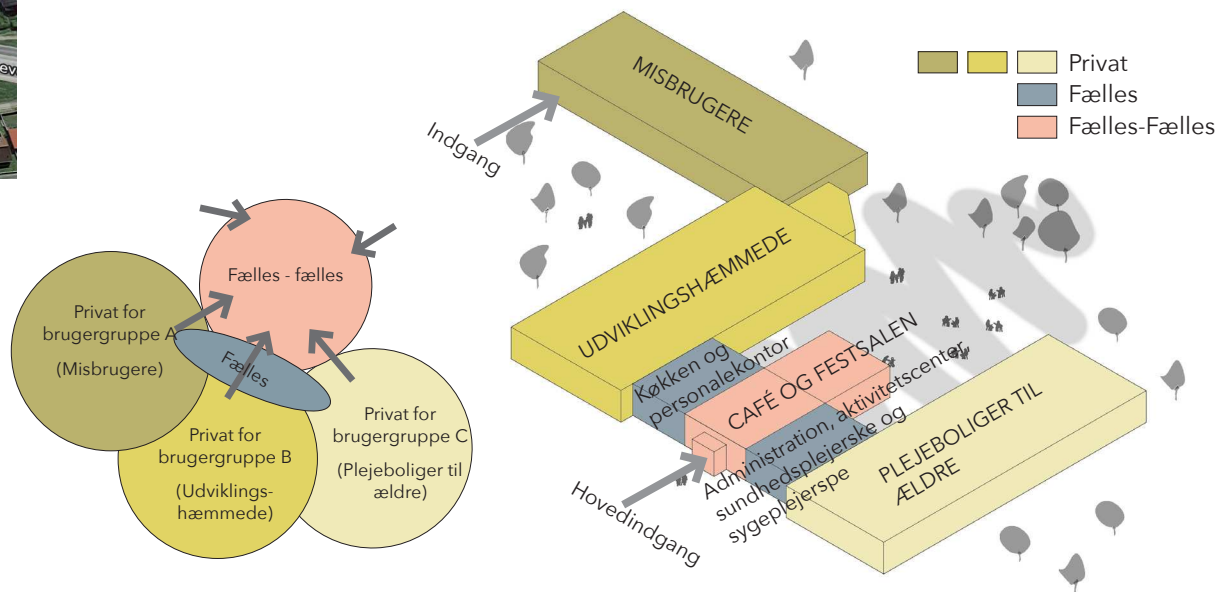 ev
Fælles - fælles
Privat for
brugergruppe A
(Misbrugere)
Fælles
Privat for
brugergruppe B
(Udviklings-
hæmmede)
Privat for
brugergruppe C
(Plejeboliger til
ældre)
MISBRUGERE
Indgang
UDVIKLINGSHÆMMEDE
Køkken og
personalekontor
CAFÉ OG FESTSALEN
Administration, aktivitetscenter,
sundhedsplejerske og
sygeplejerspe
Hovedindgang
PLEJEBOLIGER TIL
ÆLDRE
Privat
Fælles
Fælles-Fælles